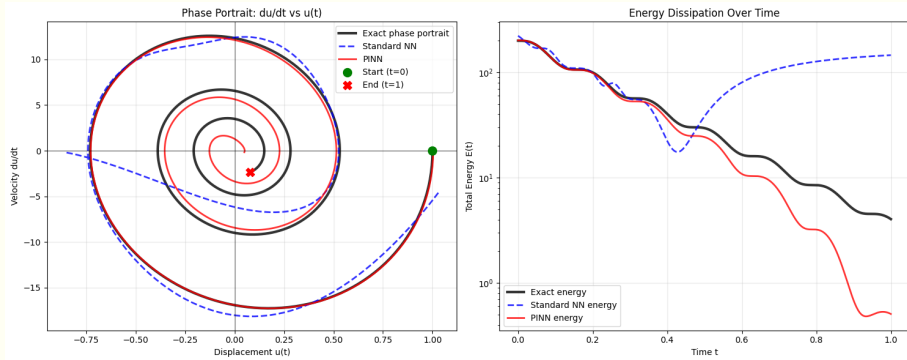 Phase Portrait: du/dt vs u(t)
Velocity du/dt
10
5
0
−5
−10
−15
Exact phase portrait
Standard NN
PINN
Start (t=0)
End (t=1)
−0.75
−0.50
−0.25
0.00
0.25
0.50
0.75
1.00
Displacement u(t)
Energy Dissipation Over Time
Total Energy E(t)
10²
10¹
10⁰
Exact energy
Standard NN energy
PINN energy
0.0
0.2
0.4
0.6
0.8
1.0
Time t